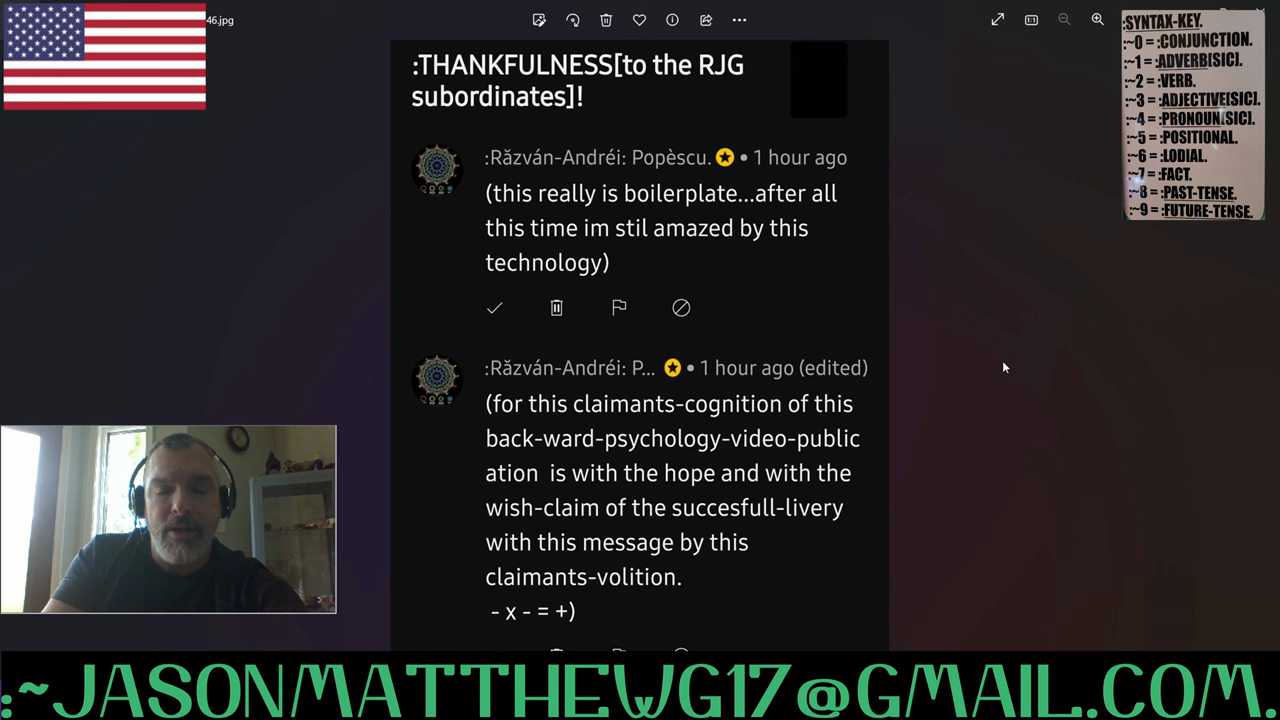 46.jpg
:SYNTAX-KEY.
:~0 = :CONJUNCTION.
:~1 = :ADVERB[SIC].
:~2 = :VERB.
:~3 = :ADJECTIVE[SIC].
:~4 = :PRONOUN[SIC].
:~5 = :POSITIONAL.
:~6 = :LODIAL.
:~7 = :FACT.
:~8 = :PAST-TENSE.
:~9 = :FUTURE-TENSE.
:THANKFULNESS[to the RJG
subordinates]!
:Răzván-Andréi: Popèscu. • 1 hour ago
(this really is boilerplate...after all
this time im stil amazed by this
technology)
:Răzván-Andréi: P... • 1 hour ago (edited)
(for this claimants-cognition of this
back-ward-psychology-video-public
ation is with the hope and with the
wish-claim of the succesfull-livery
with this message by this
claimants-volition.
- x - = +)
:~JASONMATTHEWG17@GMAIL.COM.